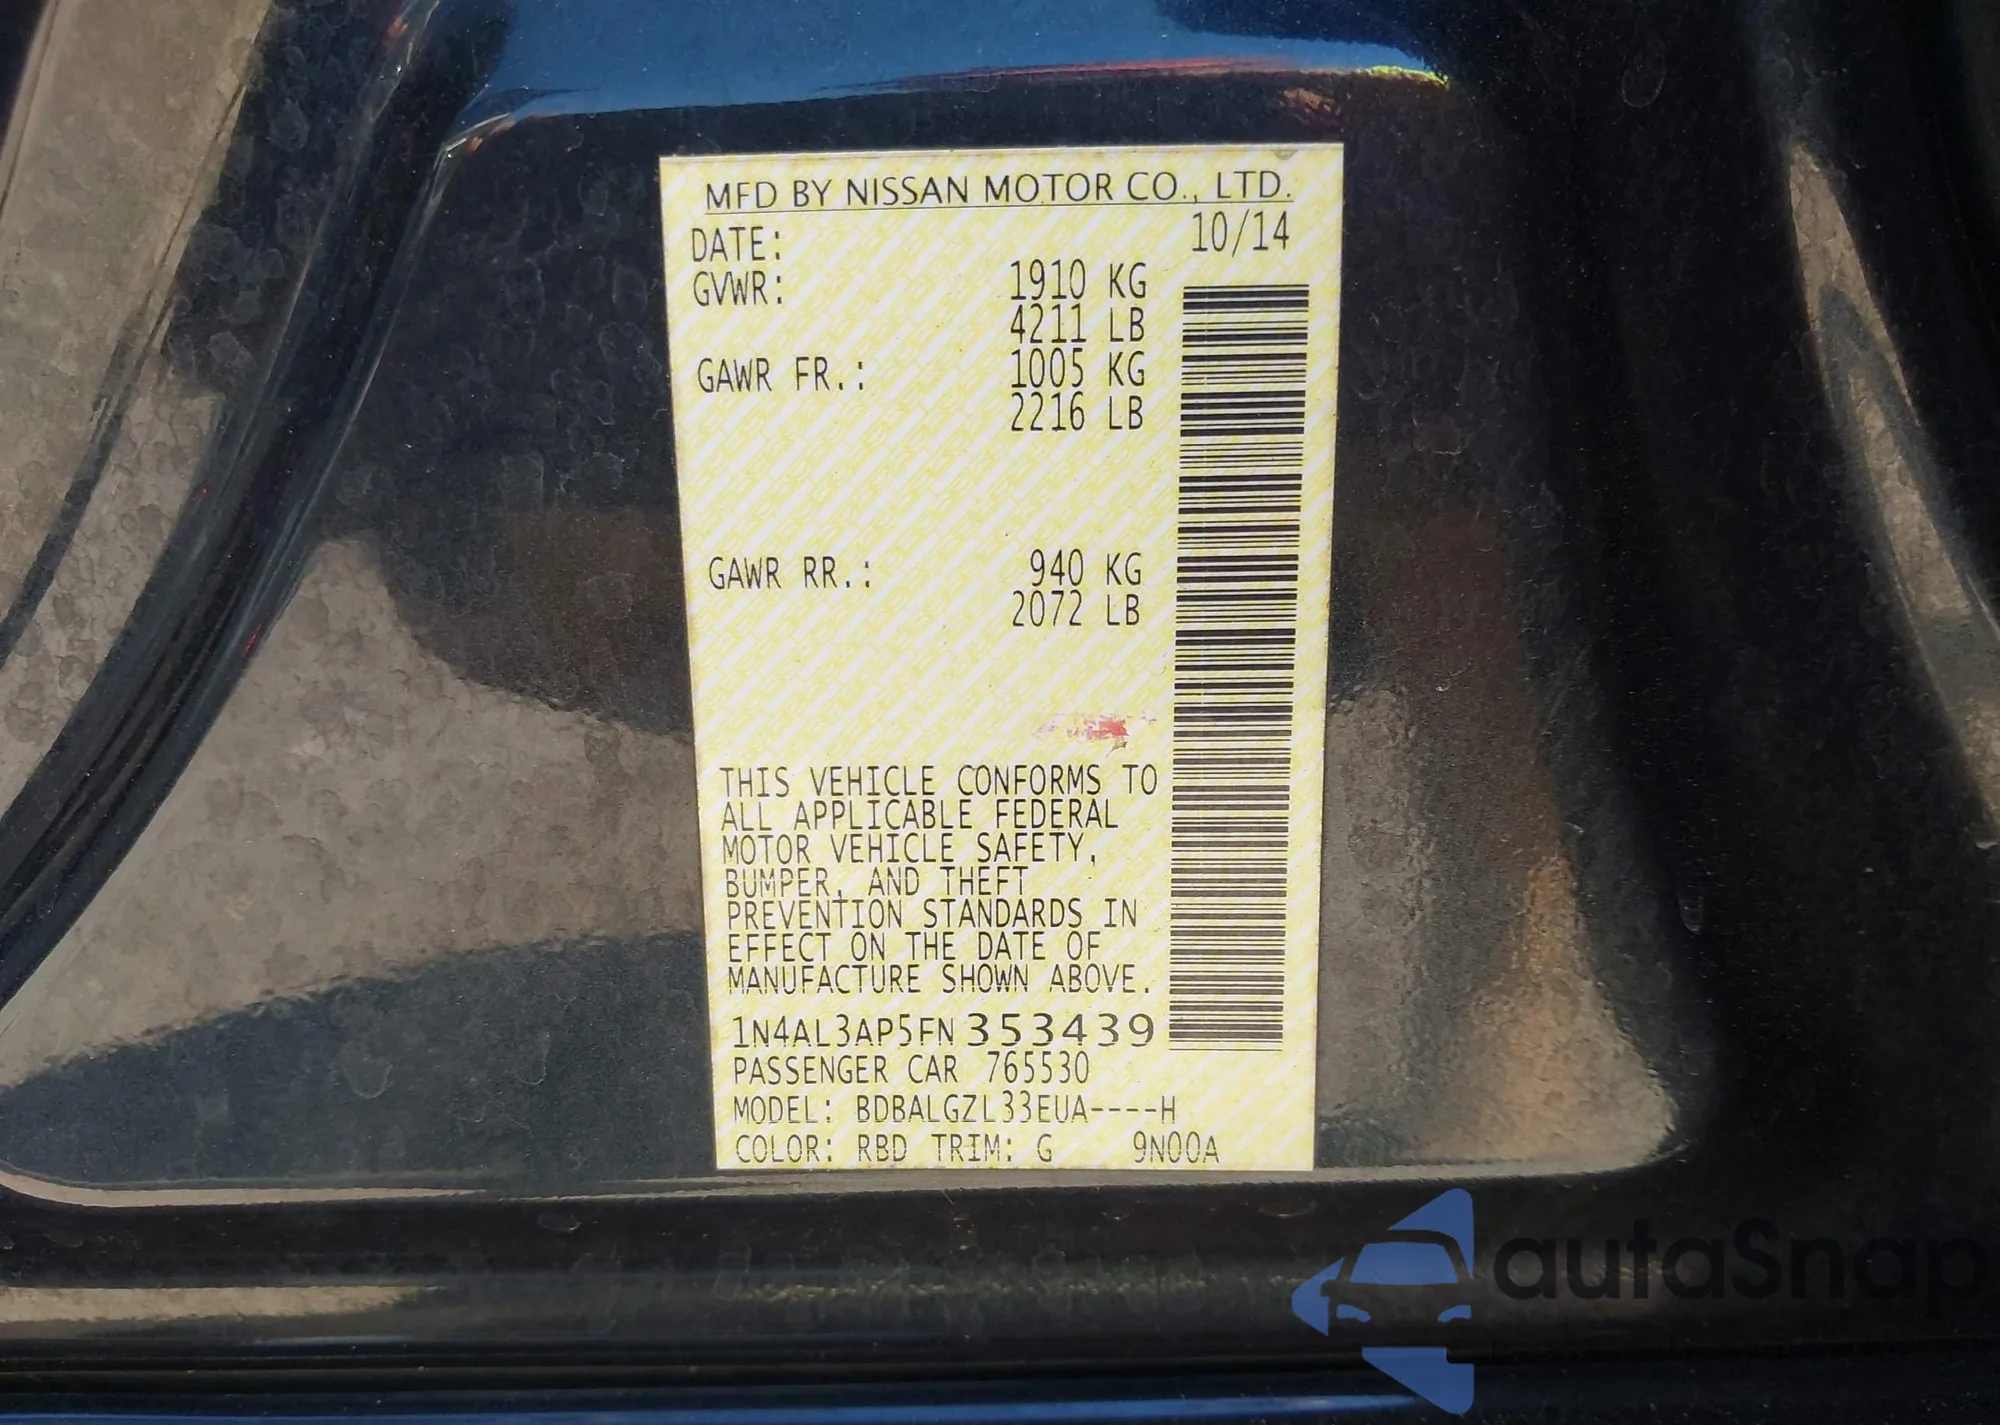 MFD BY NISSAN MOTOR CO., LTD.
DATE: 10/14
GVWR: 1910 KG
4211 LB
GAWR FR.: 1005 KG
2216 LB
GAWR RR.: 940 KG
2072 LB
THIS VEHICLE CONFORMS TO
ALL APPLICABLE FEDERAL
MOTOR VEHICLE SAFETY,
BUMPER, AND THEFT
PREVENTION STANDARDS IN
EFFECT ON THE DATE OF
MANUFACTURE SHOWN ABOVE.
1N4AL3AP5FN353439
PASSENGER CAR 765530
MODEL: BDBALGZL33EUA----H
COLOR: RBD TRIM: G 9N00A
autaSnap